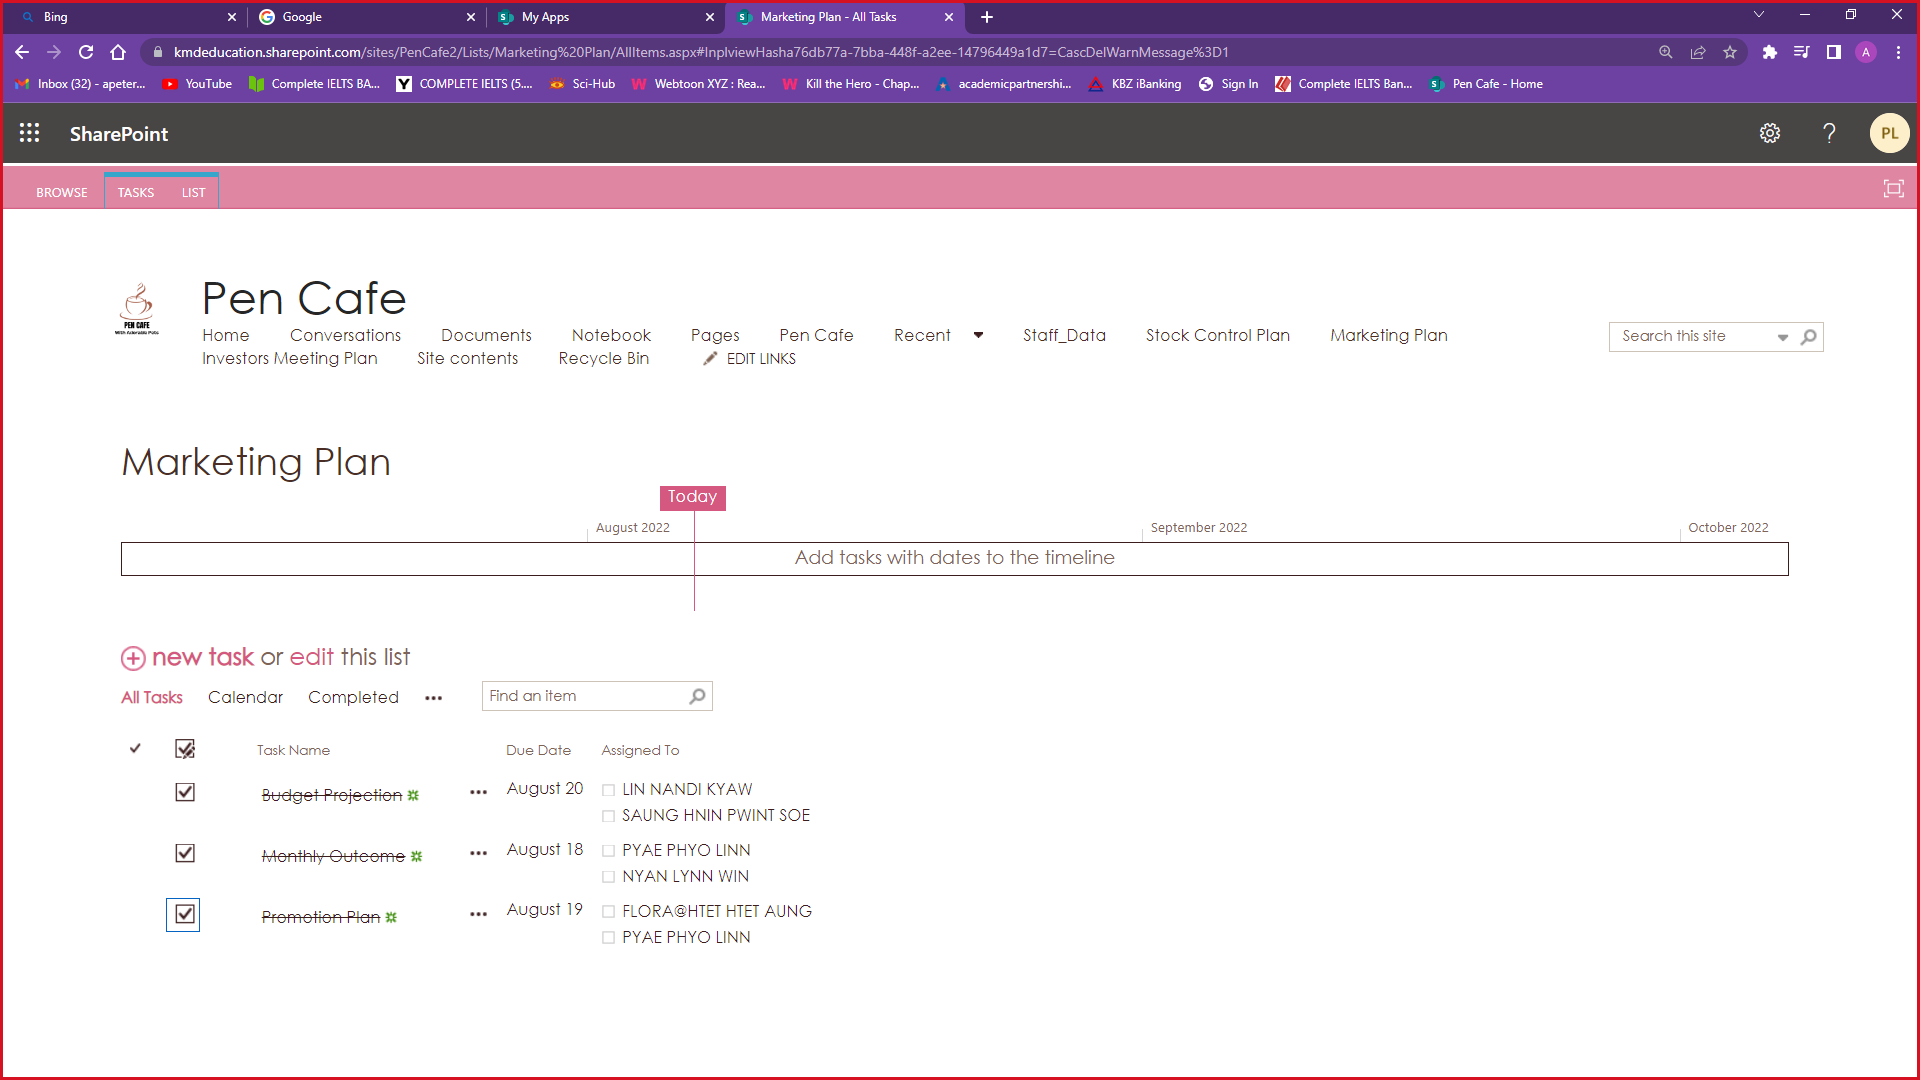 Bing
Google
My Apps
Marketing Plan - All Tasks
kmdeducation.sharepoint.com/sites/PenCafe2/Lists/Marketing%20Plan/AllItems.aspx#InplviewHasha76db77a-7bba-448f-a2ee-14796449a1d7=CascDelWarnMessage%3D1
A
Inbox (32) - apeter... YouTube Complete IELTS BA... COMPLETE IELTS (5.... Sci-Hub Webtoon XYZ : Rea... Kill the Hero - Chap... academicpartnershi... KBZ iBanking Sign In Complete IELTS Ban... Pen Cafe - Home
SharePoint
? PL
BROWSE TASKS LIST
Pen Cafe
PEN CAFE
With Adorable Pets
Home Conversations Documents Notebook Pages Pen Cafe Recent Staff_Data Stock Control Plan Marketing Plan
Search this site
Investors Meeting Plan Site contents Recycle Bin EDIT LINKS
Marketing Plan
Today
August 2022 September 2022 October 2022
Add tasks with dates to the timeline
new task or edit this list
All Tasks Calendar Completed ••• Find an item
Task Name Due Date Assigned To
Budget Projection ••• August 20 LIN NANDI KYAW
SAUNG HNIN PWINT SOE
Monthly Outcome ••• August 18 PYAE PHYO LINN
NYAN LYNN WIN
Promotion Plan ••• August 19 FLORA@HTET HTET AUNG
PYAE PHYO LINN